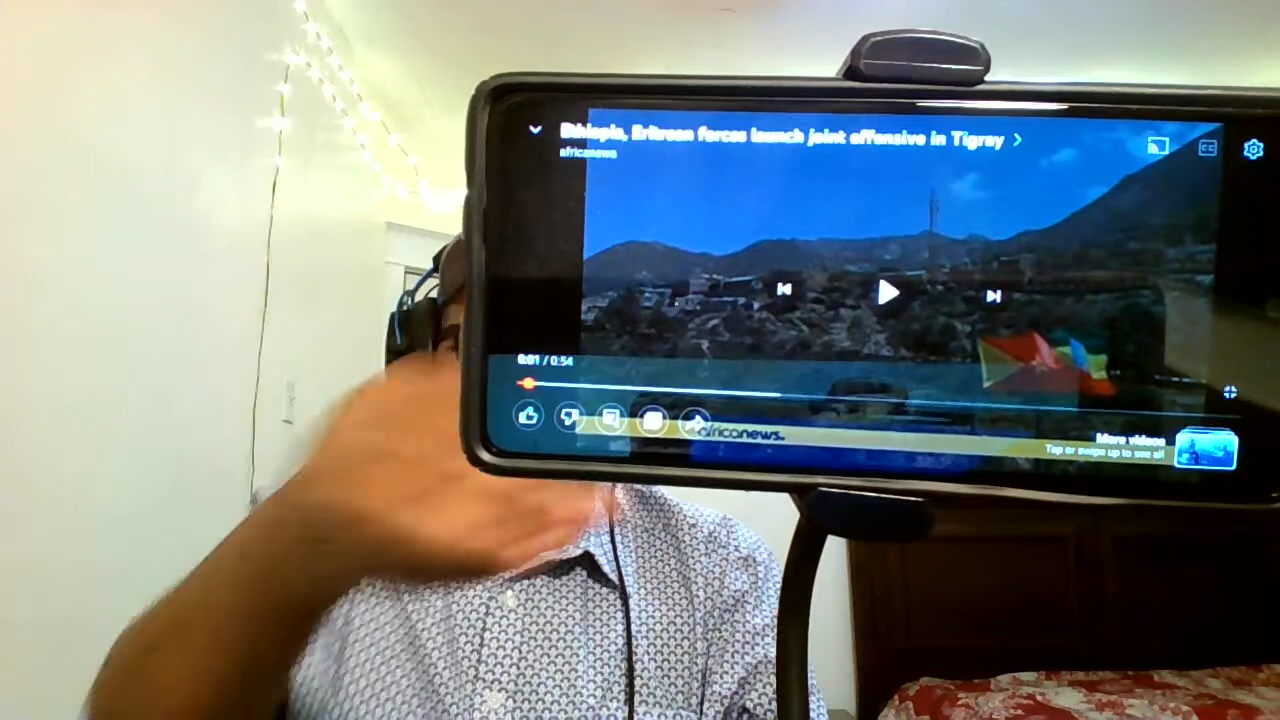 Ethiopia, Eritrean forces launch joint offensive in Tigray
africanews
CC
0:01 / 0:54
africanews.
More videos
Tap or swipe up to see all